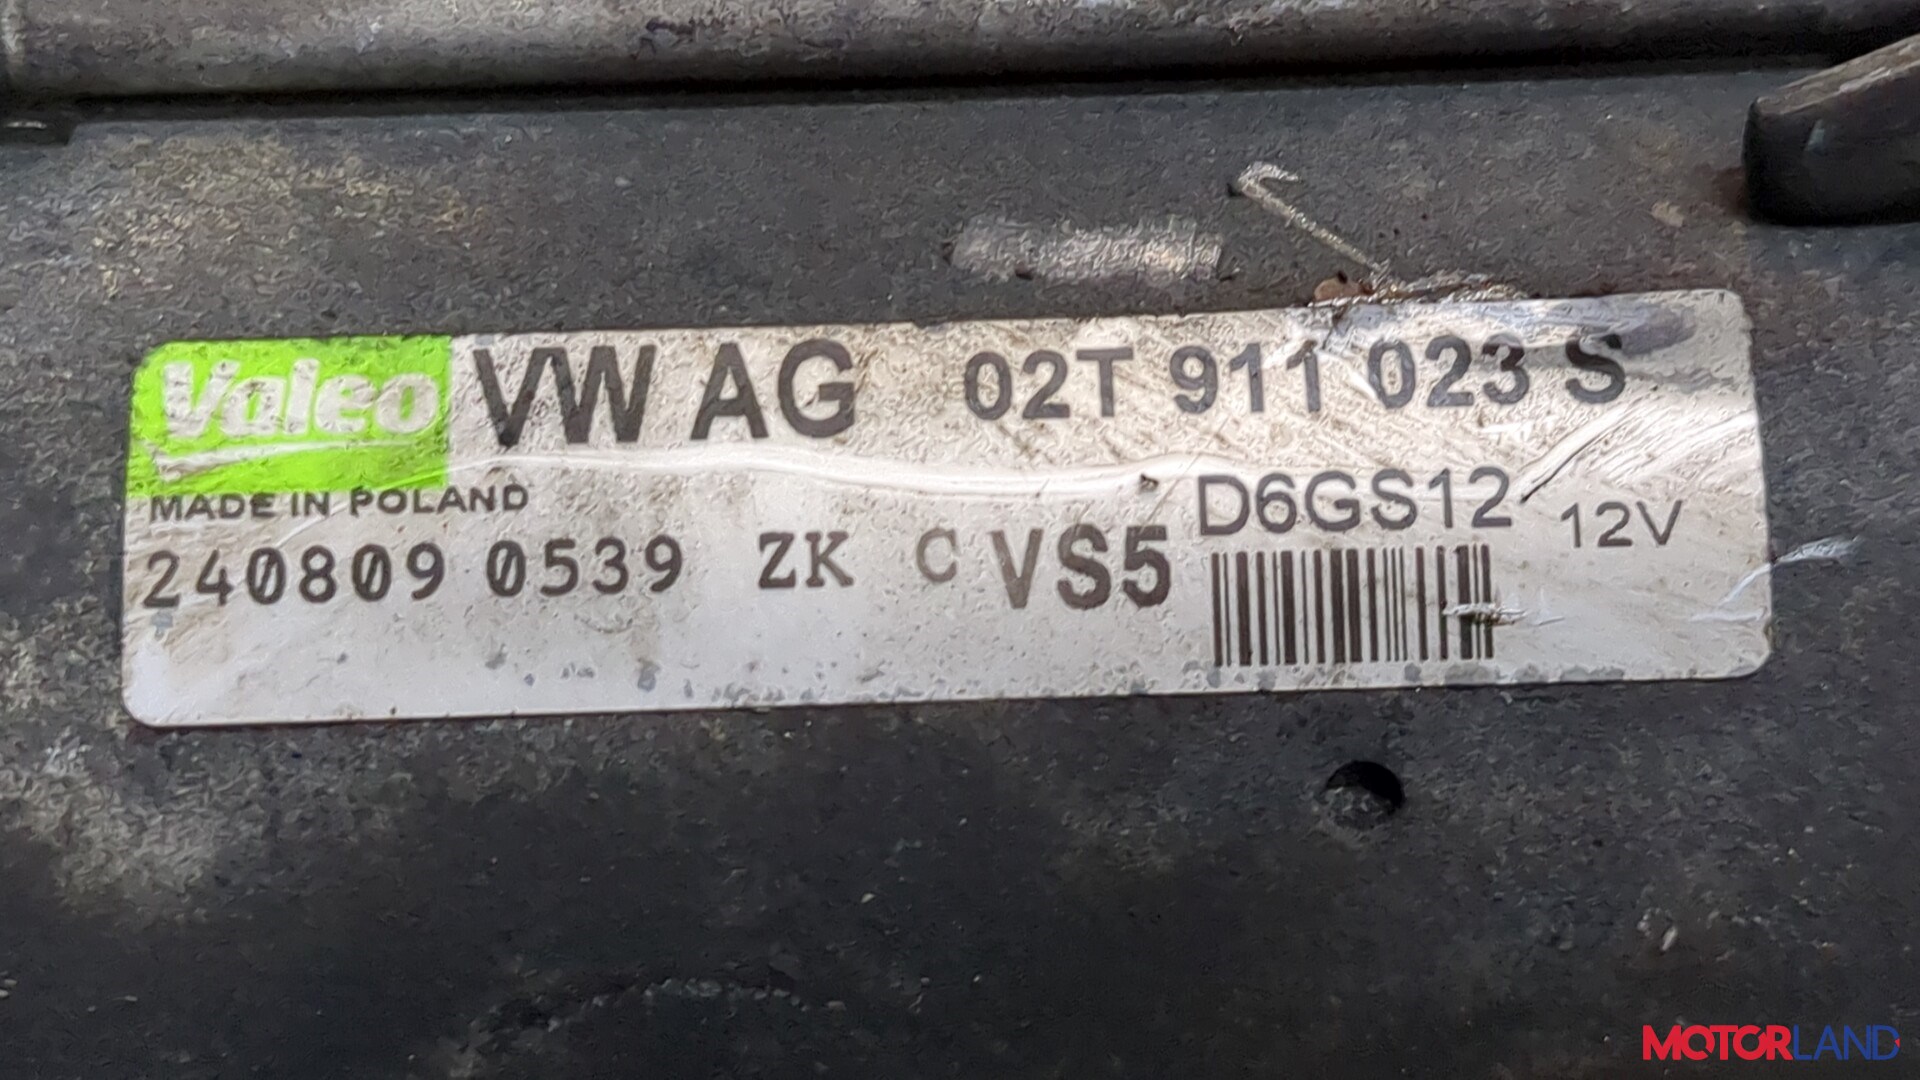 Valeo VW AG 02T 911 023 S
MADE IN POLAND D6GS12 12V
240809 0539 ZK C VS5
MOTORLAND